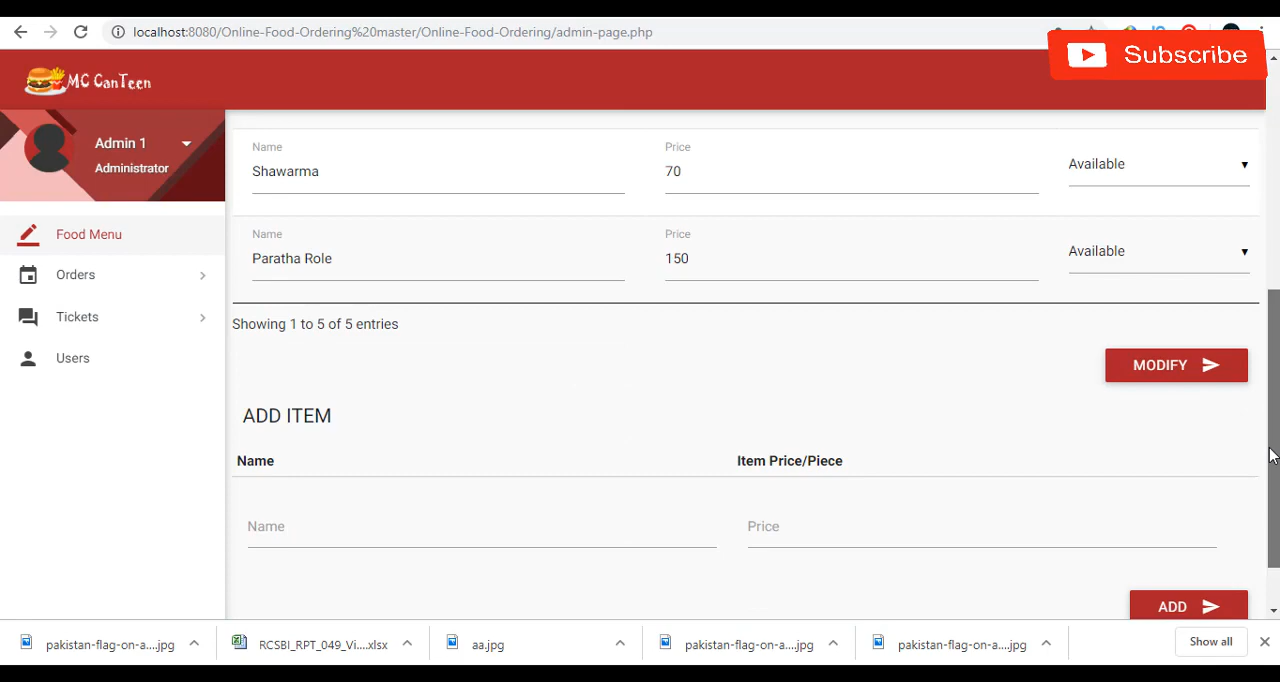 localhost:8080/Online-Food-Ordering%20master/Online-Food-Ordering/admin-page.php
Subscribe
MC CanTeen
Admin 1
Administrator
Food Menu
Orders
Tickets
Users
Name Price
Shawarma 70 Available
Name Price
Paratha Role 150 Available
Showing 1 to 5 of 5 entries
MODIFY
ADD ITEM
Name Item Price/Piece
Name Price
ADD
pakistan-flag-on-a....jpg RCSBI_RPT_049_Vi....xlsx aa.jpg pakistan-flag-on-a....jpg pakistan-flag-on-a....jpg Show all